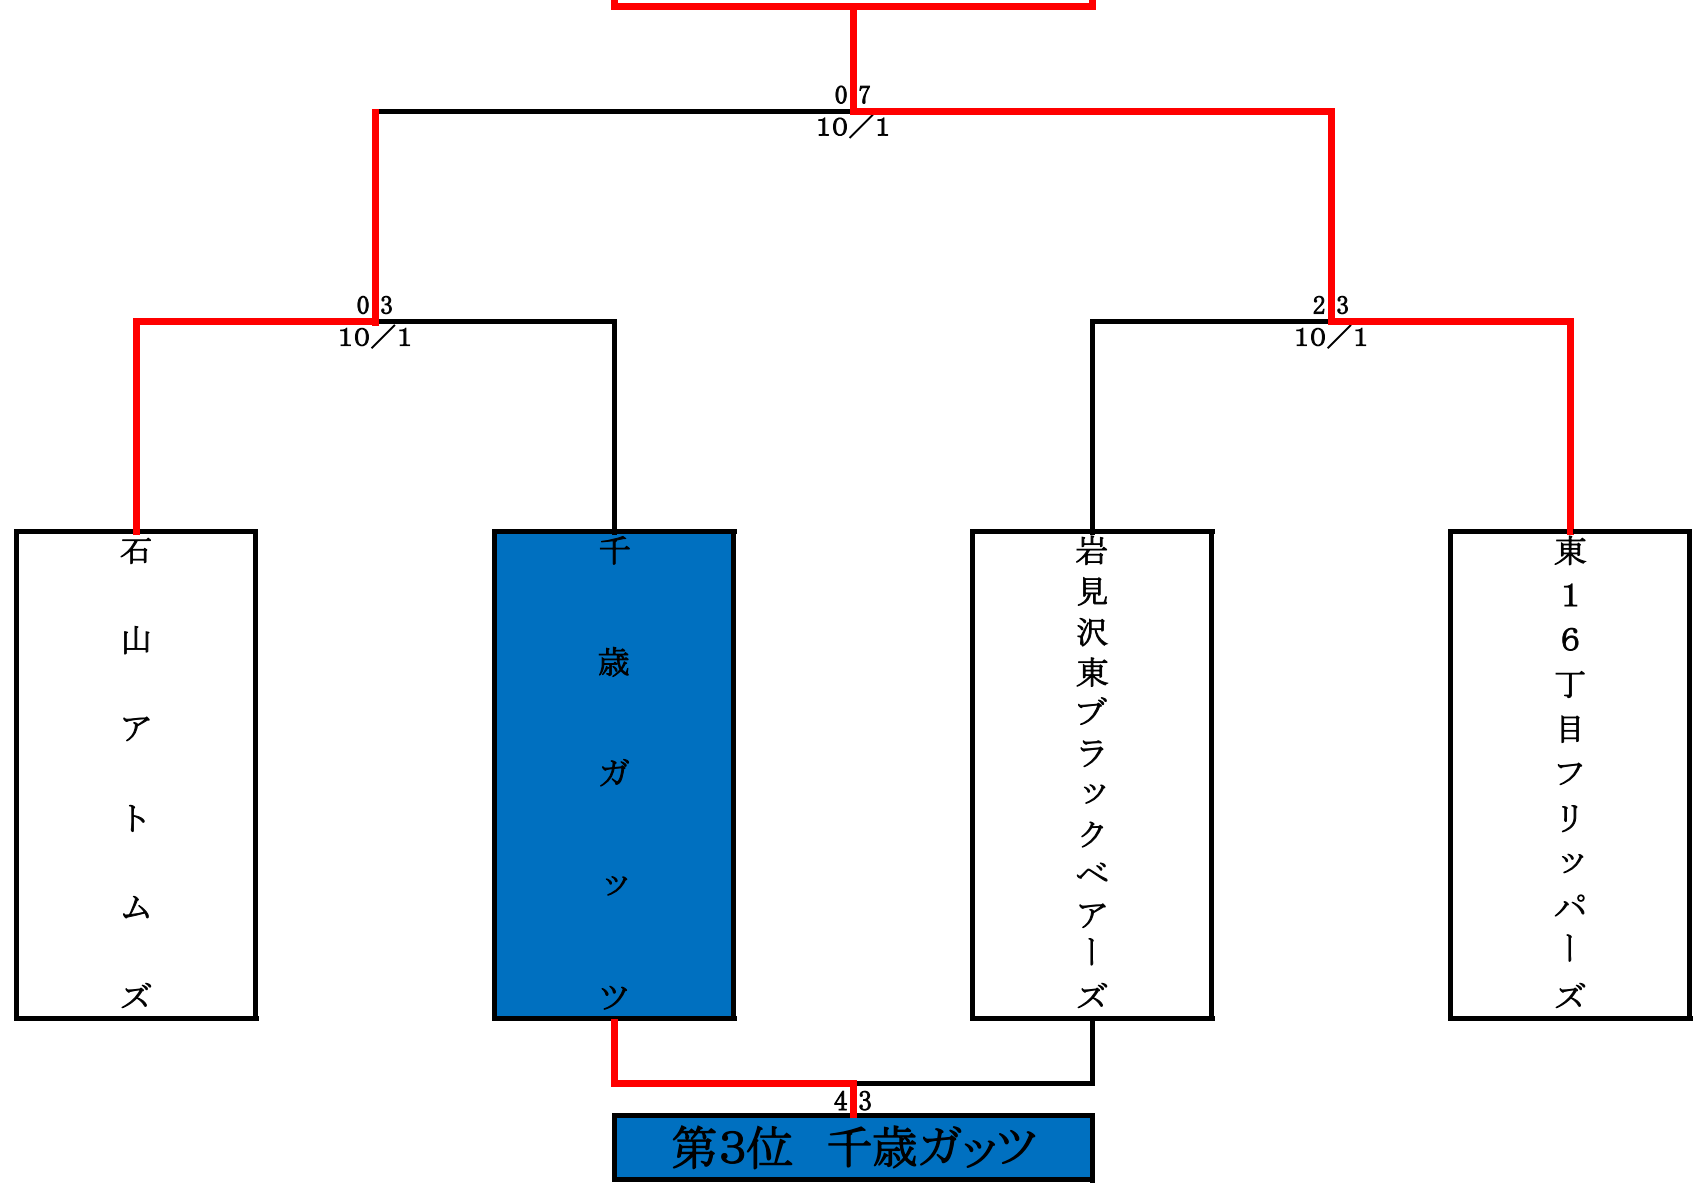 0 7
10／1
0 3
10／1
2 3
10／1
石山アトムズ
千歳ガッツ
岩見沢東ブラックベアーズ
東16丁目フリッパーズ
4 3
第3位　千歳ガッツ